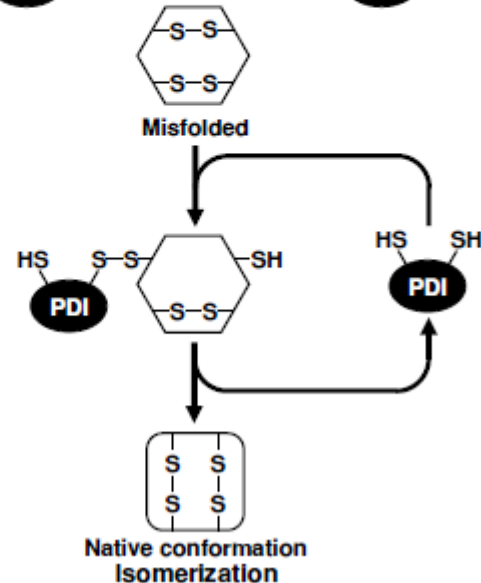 S–S
S–S
Misfolded
HS S–S SH HS SH
PDI PDI
S–S
S S
S S
Native conformation
Isomerization